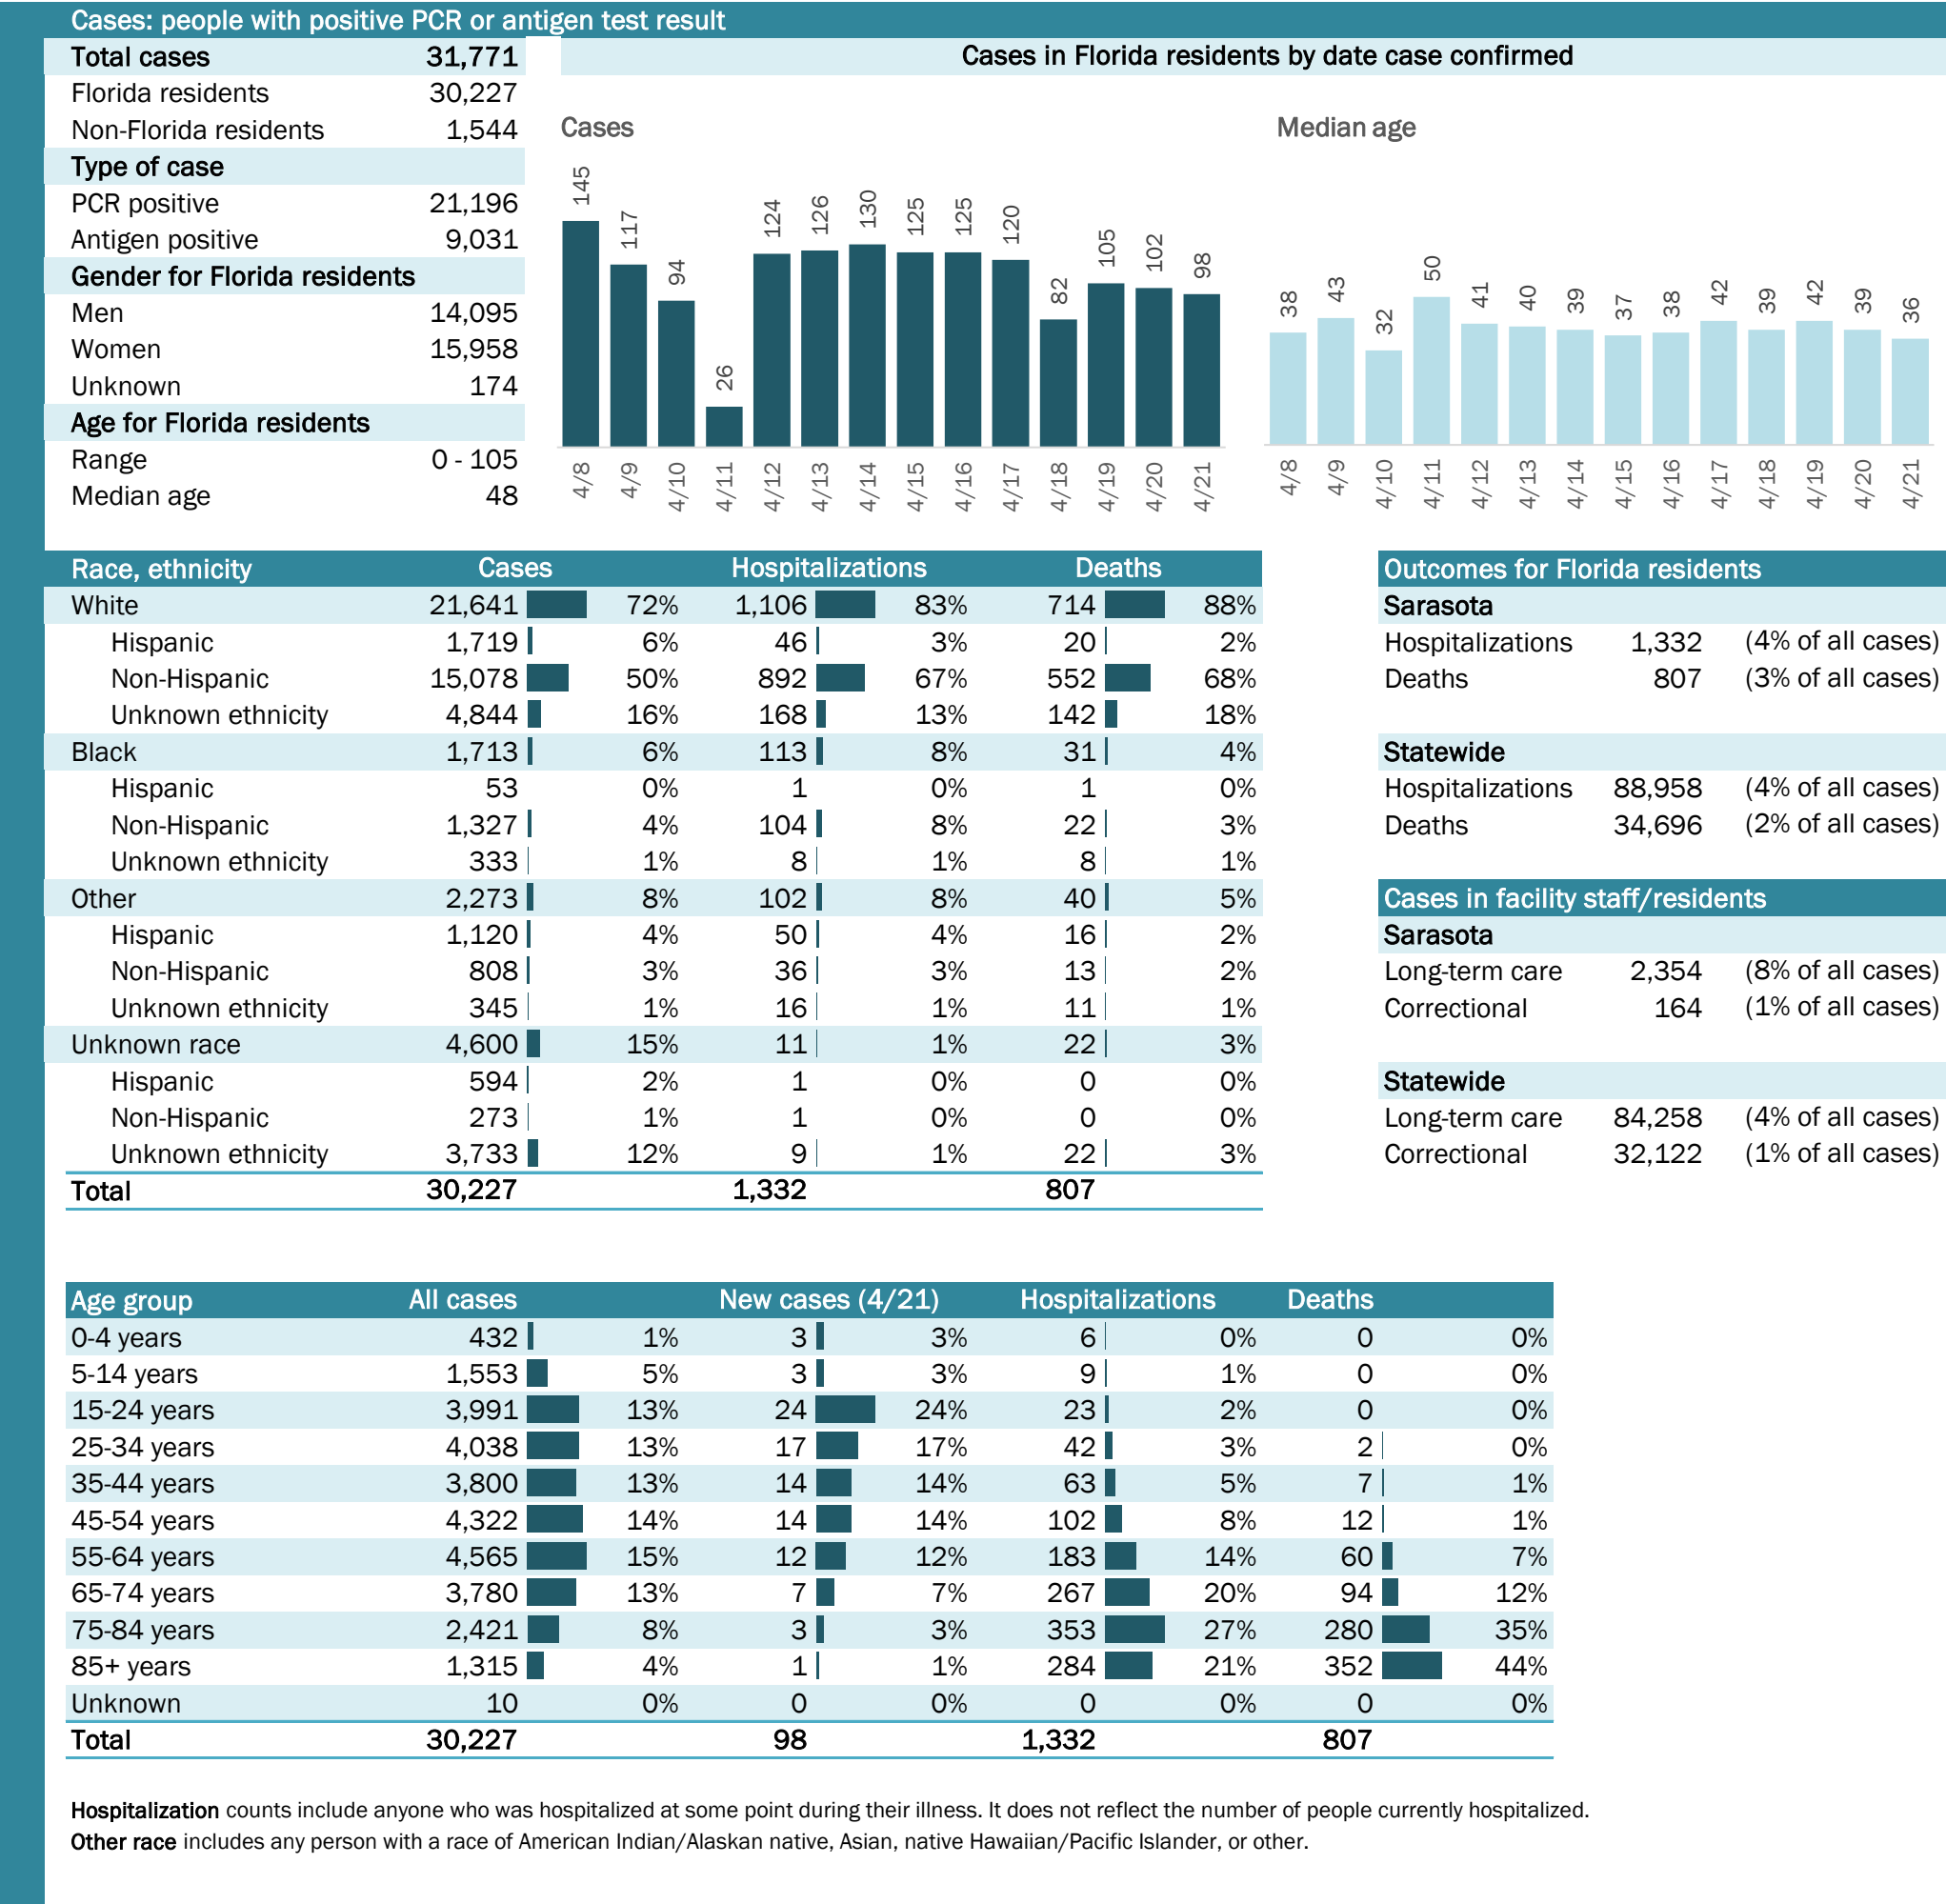 Cases: people with positive PCR or antigen test result
Total cases 31,771
Florida residents 30,227
Non-Florida residents 1,544
Type of case
PCR positive 21,196
Antigen positive 9,031
Gender for Florida residents
Men 14,095
Women 15,958
Unknown 174
Age for Florida residents
Range 0 - 105
Median age 48
Cases in Florida residents by date case confirmed
Cases
145 117 94 26 124 126 130 125 125 120 82 105 102 98
4/8 4/9 4/10 4/11 4/12 4/13 4/14 4/15 4/16 4/17 4/18 4/19 4/20 4/21
Median age
38 43 32 50 41 40 39 37 38 42 39 42 39 36
4/8 4/9 4/10 4/11 4/12 4/13 4/14 4/15 4/16 4/17 4/18 4/19 4/20 4/21
Race, ethnicity Cases Hospitalizations Deaths
White 21,641 72% 1,106 83% 714 88%
Hispanic 1,719 6% 46 3% 20 2%
Non-Hispanic 15,078 50% 892 67% 552 68%
Unknown ethnicity 4,844 16% 168 13% 142 18%
Black 1,713 6% 113 8% 31 4%
Hispanic 53 0% 1 0% 1 0%
Non-Hispanic 1,327 4% 104 8% 22 3%
Unknown ethnicity 333 1% 8 1% 8 1%
Other 2,273 8% 102 8% 40 5%
Hispanic 1,120 4% 50 4% 16 2%
Non-Hispanic 808 3% 36 3% 13 2%
Unknown ethnicity 345 1% 16 1% 11 1%
Unknown race 4,600 15% 11 1% 22 3%
Hispanic 594 2% 1 0% 0 0%
Non-Hispanic 273 1% 1 0% 0 0%
Unknown ethnicity 3,733 12% 9 1% 22 3%
Total 30,227 1,332 807
Outcomes for Florida residents
Sarasota
Hospitalizations 1,332 (4% of all cases)
Deaths 807 (3% of all cases)
Statewide
Hospitalizations 88,958 (4% of all cases)
Deaths 34,696 (2% of all cases)
Cases in facility staff/residents
Sarasota
Long-term care 2,354 (8% of all cases)
Correctional 164 (1% of all cases)
Statewide
Long-term care 84,258 (4% of all cases)
Correctional 32,122 (1% of all cases)
Age group All cases New cases (4/21) Hospitalizations Deaths
0-4 years 432 1% 3 3% 6 0% 0 0%
5-14 years 1,553 5% 3 3% 9 1% 0 0%
15-24 years 3,991 13% 24 24% 23 2% 0 0%
25-34 years 4,038 13% 17 17% 42 3% 2 0%
35-44 years 3,800 13% 14 14% 63 5% 7 1%
45-54 years 4,322 14% 14 14% 102 8% 12 1%
55-64 years 4,565 15% 12 12% 183 14% 60 7%
65-74 years 3,780 13% 7 7% 267 20% 94 12%
75-84 years 2,421 8% 3 3% 353 27% 280 35%
85+ years 1,315 4% 1 1% 284 21% 352 44%
Unknown 10 0% 0 0% 0 0% 0 0%
Total 30,227 98 1,332 807
Hospitalization counts include anyone who was hospitalized at some point during their illness. It does not reflect the number of people currently hospitalized.
Other race includes any person with a race of American Indian/Alaskan native, Asian, native Hawaiian/Pacific Islander, or other.